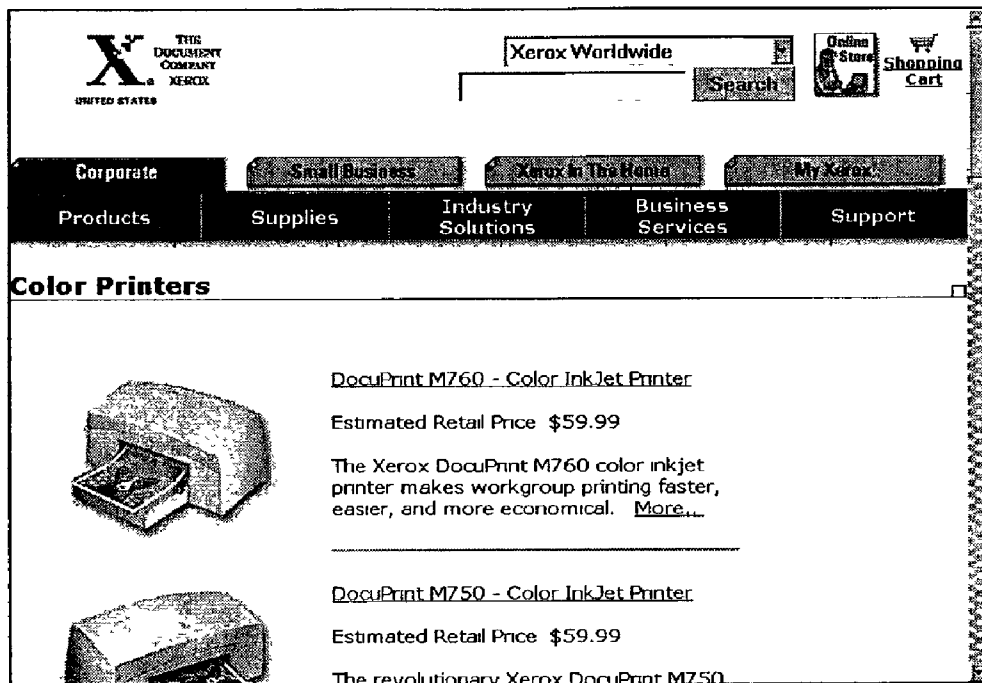 THE
DOCUMENT
COMPANY
XEROX
UNITED STATES
Xerox Worldwide
Search
Online
Store
Shopping
Cart
Corporate
Small Business
Xerox In The Home
My Xerox
Products
Supplies
Industry
Solutions
Business
Services
Support
Color Printers
DocuPrint M760 - Color InkJet Printer
Estimated Retail Price $59.99
The Xerox DocuPrint M760 color inkjet
printer makes workgroup printing faster,
easier, and more economical. More...
DocuPrint M750 - Color InkJet Printer
Estimated Retail Price $59.99
The revolutionary Xerox DocuPrint M750